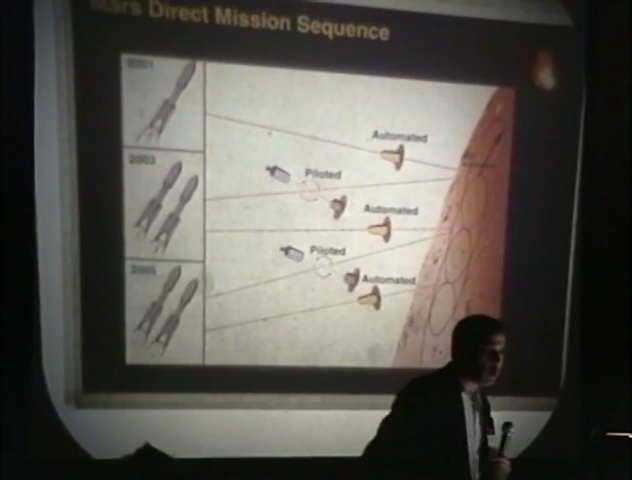 Mars Direct Mission Sequence
2001
Automated
2003
Piloted
Automated
Piloted
2005
Automated